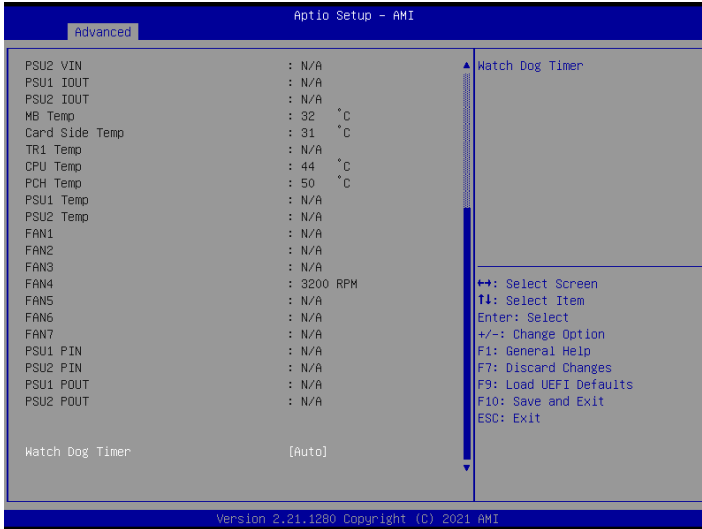 Aptio Setup – AMI
Advanced
PSU2 VIN : N/A
PSU1 IOUT : N/A
PSU2 IOUT : N/A
MB Temp : 32 °C
Card Side Temp : 31 °C
TR1 Temp : N/A
CPU Temp : 44 °C
PCH Temp : 50 °C
PSU1 Temp : N/A
PSU2 Temp : N/A
FAN1 : N/A
FAN2 : N/A
FAN3 : N/A
FAN4 : 3200 RPM
FAN5 : N/A
FAN6 : N/A
FAN7 : N/A
PSU1 PIN : N/A
PSU2 PIN : N/A
PSU1 POUT : N/A
PSU2 POUT : N/A
Watch Dog Timer [Auto]
Watch Dog Timer
↔: Select Screen
↑↓: Select Item
Enter: Select
+/-: Change Option
F1: General Help
F7: Discard Changes
F9: Load UEFI Defaults
F10: Save and Exit
ESC: Exit
Version 2.21.1280 Copyright (C) 2021 AMI